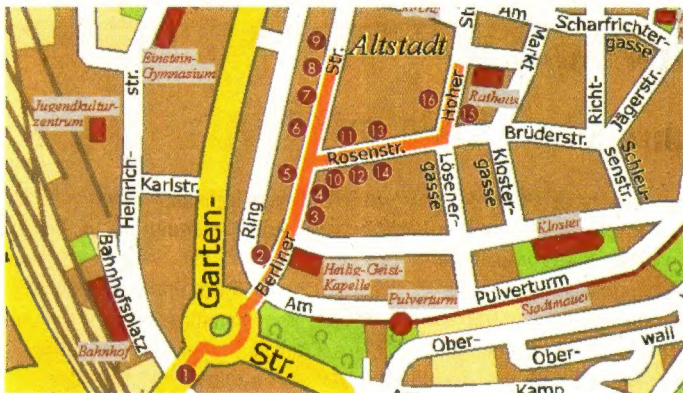 Am
Scharfrichter-
gasse
Einstein-
Gymnasium
str.
9
8
7
Str.
Altstadt
Markt
Hoher
16
Rathaus
15
Richt-
Jägerstr.
Jugendkultur-
zentrum
6
11
13
Rosenstr.
Brüderstr.
Heinrich-
Karlstr.
5
10
12
14
4
3
Lösener-
gasse
Kloster-
gasse
Schleu-
senstr.
Ring
2
Berliner
Garten-
Str.
Kloster
Bahnhofsplatz
Bahnhof
Heilig-Geist-
Kapelle
Am
Pulverturm
Pulverturm
Stadtmauer
Ober-
Ober-
wall
1
Kamp